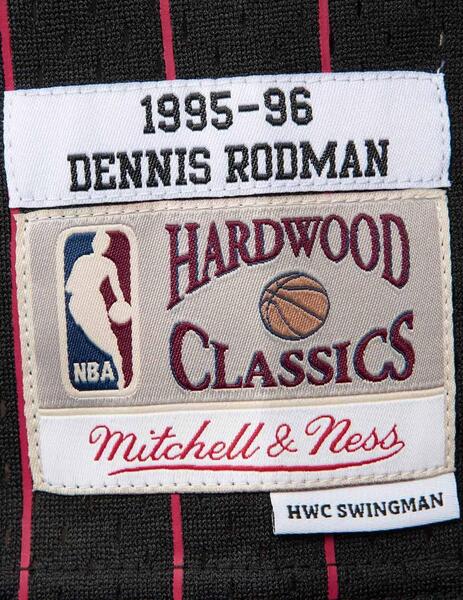 1995-96
DENNIS RODMAN
HARDWOOD
CLASSICS
NBA
Mitchell & Ness
HWC SWINGMAN